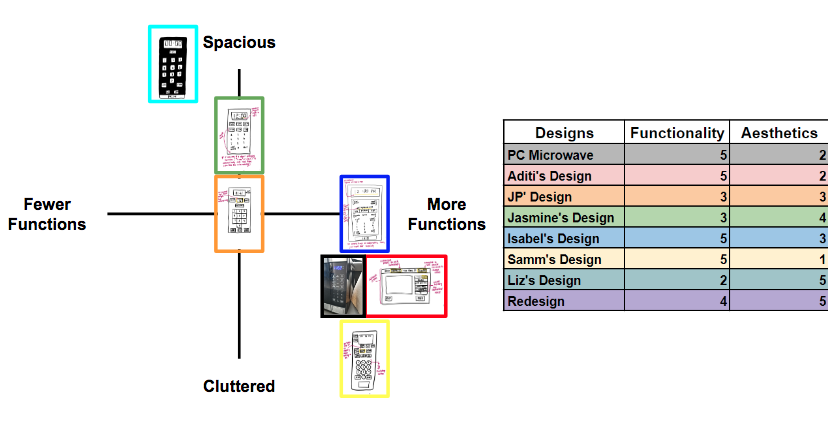 Spacious
Fewer
Functions
More
Functions
Cluttered
Designs Functionality Aesthetics
PC Microwave 5 2
Aditi's Design 5 2
JP' Design 3 3
Jasmine's Design 3 4
Isabel's Design 5 3
Samm's Design 5 1
Liz's Design 2 5
Redesign 4 5